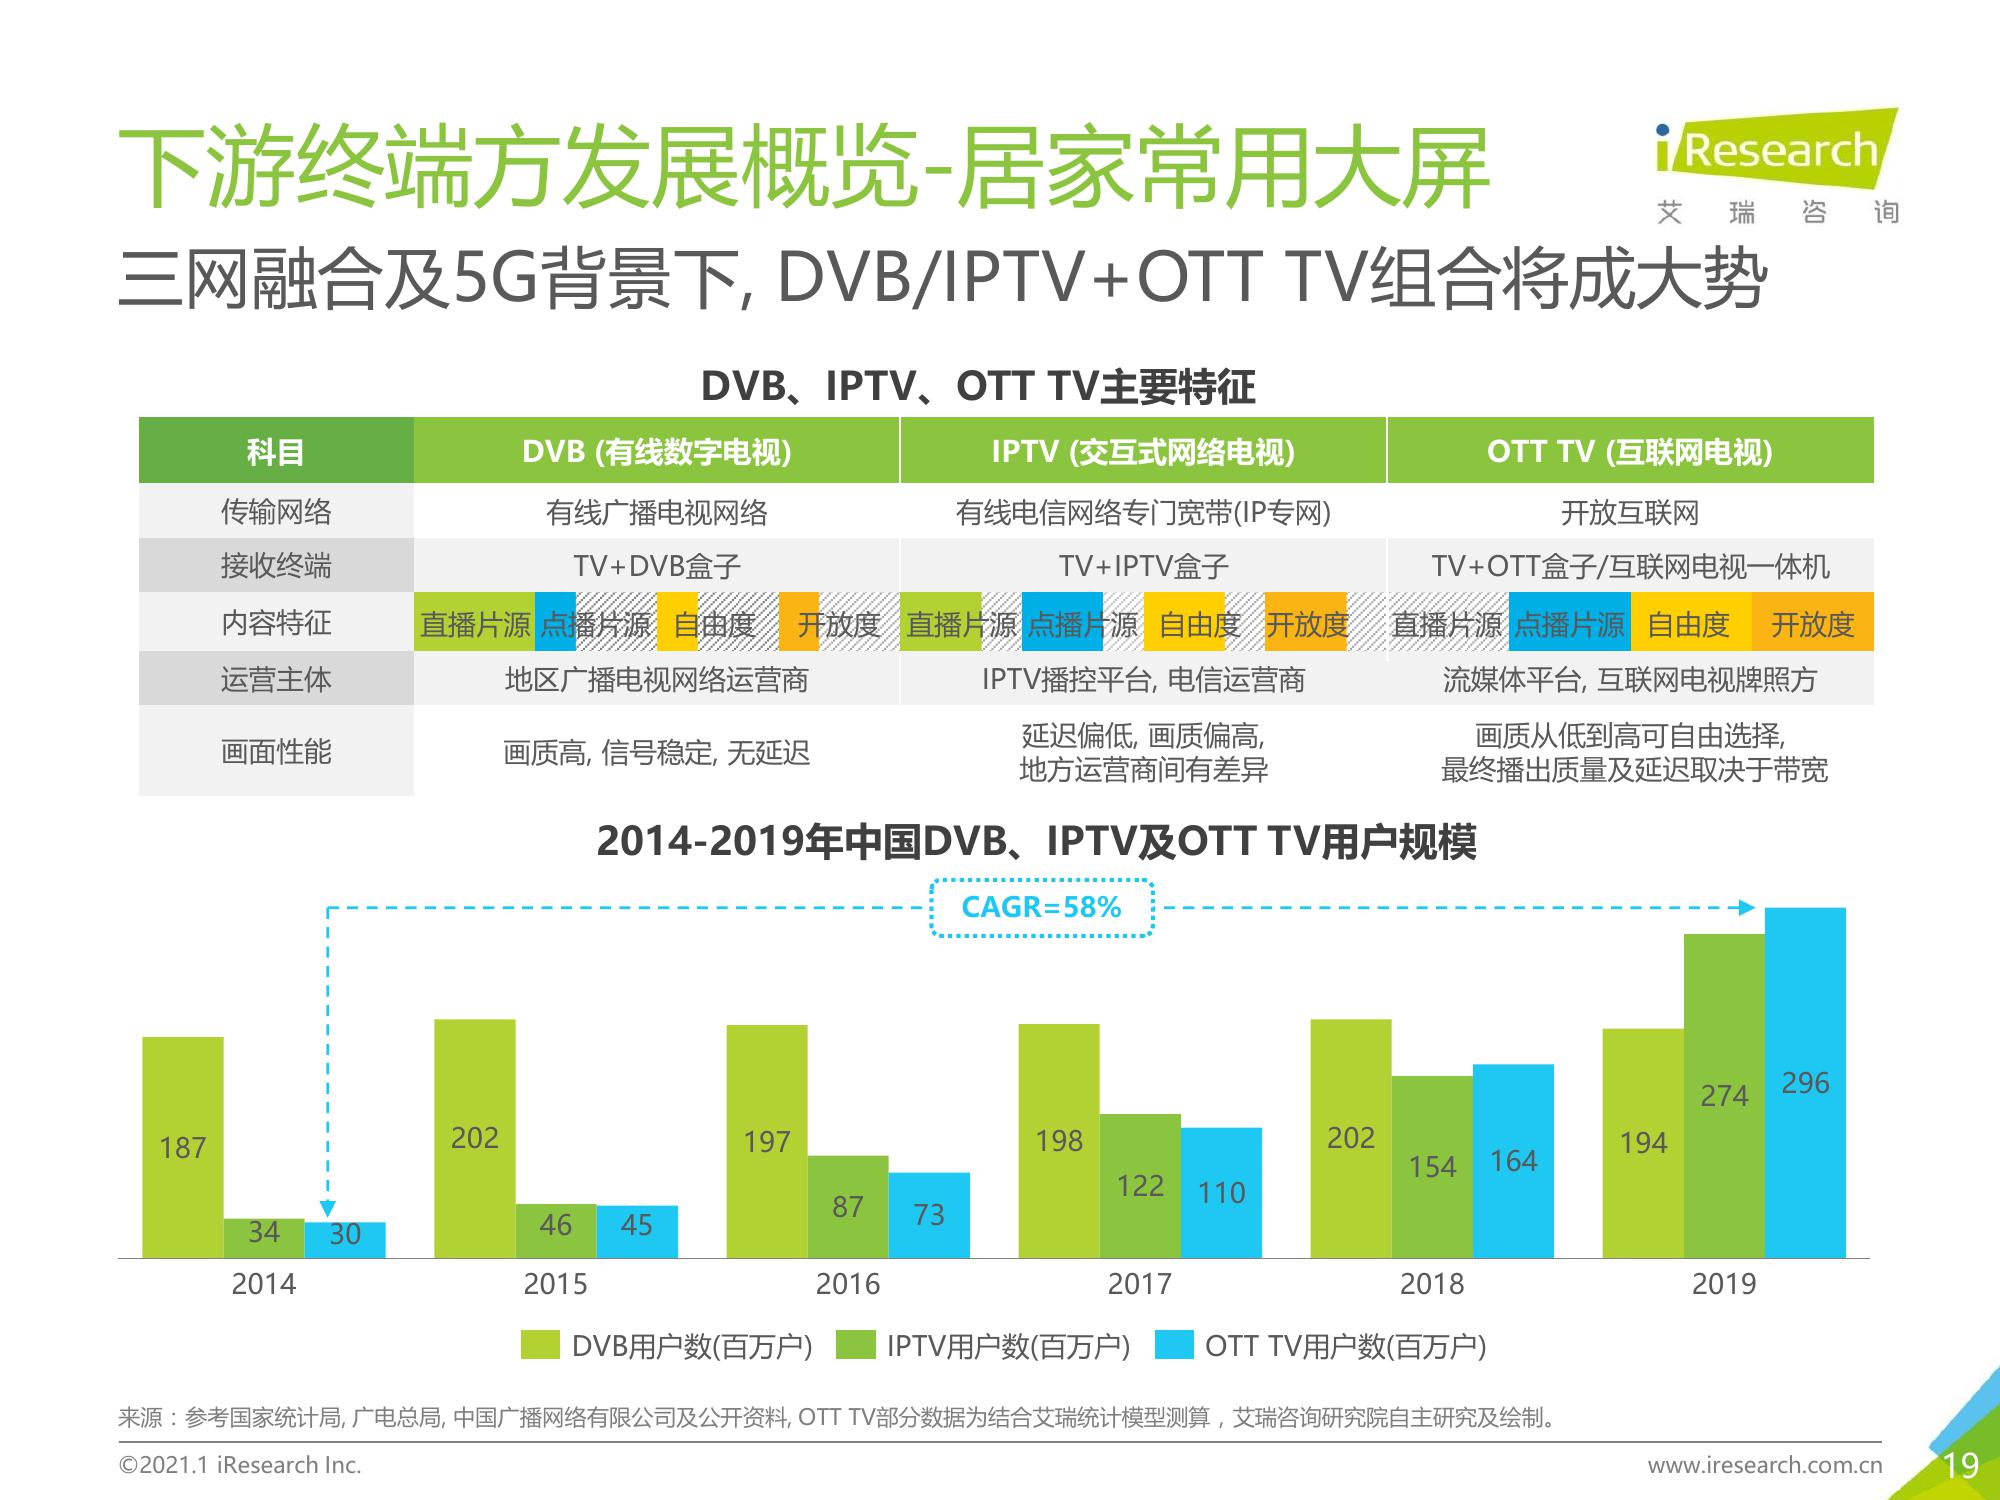 下游终端方发展概览-居家常用大屏
iResearch
艾瑞咨询
三网融合及5G背景下, DVB/IPTV+OTT TV组合将成大势
DVB、IPTV、OTT TV主要特征
科目 DVB (有线数字电视) IPTV (交互式网络电视) OTT TV (互联网电视)
传输网络 有线广播电视网络 有线电信网络专门宽带(IP专网) 开放互联网
接收终端 TV+DVB盒子 TV+IPTV盒子 TV+OTT盒子/互联网电视一体机
内容特征 直播片源 点播片源 自由度 开放度 直播片源 点播片源 自由度 开放度 直播片源 点播片源 自由度 开放度
运营主体 地区广播电视网络运营商 IPTV播控平台, 电信运营商 流媒体平台, 互联网电视牌照方
画面性能 画质高, 信号稳定, 无延迟 延迟偏低, 画质偏高, 画质从低到高可自由选择,
地方运营商间有差异 最终播出质量及延迟取决于带宽
2014-2019年中国DVB、IPTV及OTT TV用户规模
CAGR=58%
187 34 30 202 46 45 197 87 73 198 122 110 202 154 164 194 274 296
2014 2015 2016 2017 2018 2019
DVB用户数(百万户) IPTV用户数(百万户) OTT TV用户数(百万户)
来源：参考国家统计局, 广电总局, 中国广播网络有限公司及公开资料, OTT TV部分数据为结合艾瑞统计模型测算，艾瑞咨询研究院自主研究及绘制。
©2021.1 iResearch Inc. www.iresearch.com.cn 19